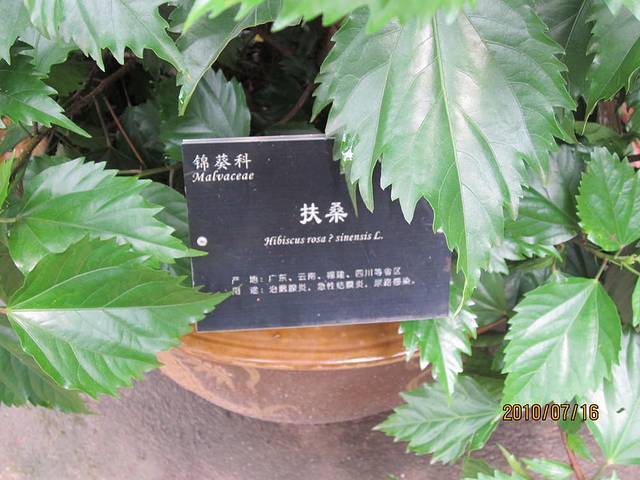 锦葵科
Malvaceae
扶桑
Hibiscus rosa ? sinensis L.
产 地：广东、云南、福建、四川等省区
用 途：治腮腺炎、急性结膜炎、尿路感染。
2010/07/16